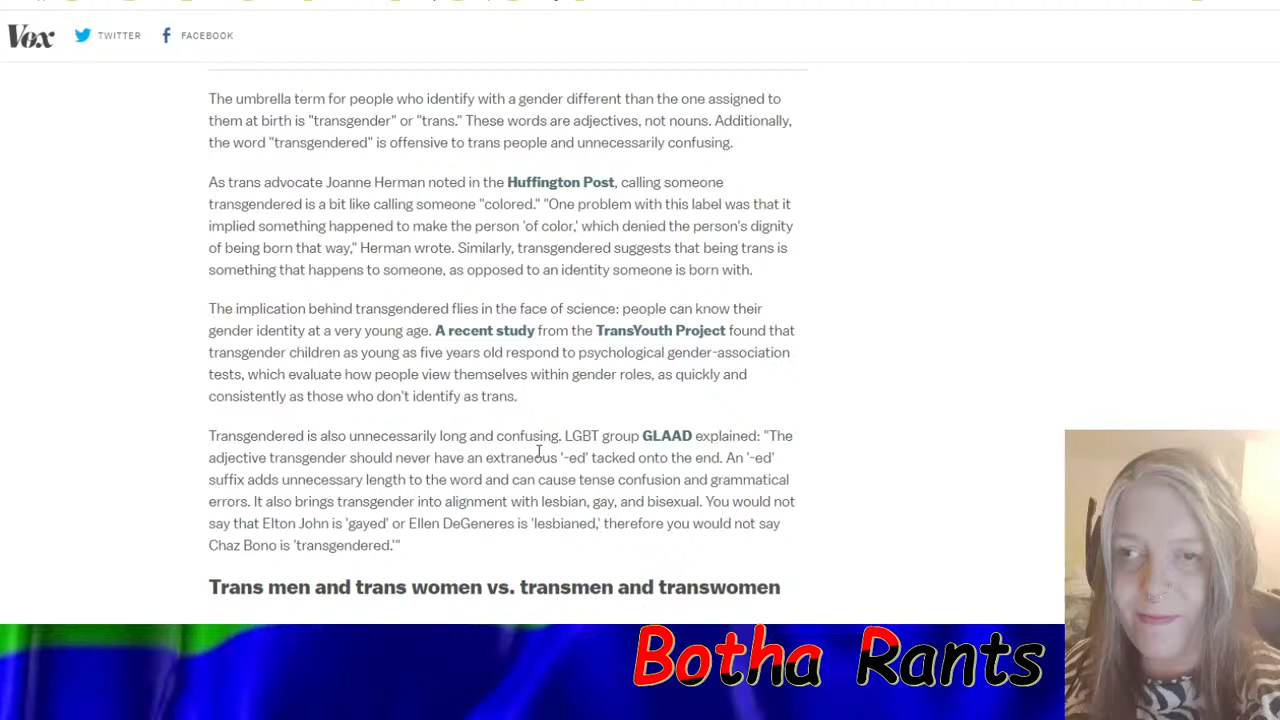 Vox TWITTER FACEBOOK
The umbrella term for people who identify with a gender different than the one assigned to
them at birth is "transgender" or "trans." These words are adjectives, not nouns. Additionally,
the word "transgendered" is offensive to trans people and unnecessarily confusing.
As trans advocate Joanne Herman noted in the Huffington Post, calling someone
transgendered is a bit like calling someone "colored." "One problem with this label was that it
implied something happened to make the person 'of color,' which denied the person's dignity
of being born that way," Herman wrote. Similarly, transgendered suggests that being trans is
something that happens to someone, as opposed to an identity someone is born with.
The implication behind transgendered flies in the face of science: people can know their
gender identity at a very young age. A recent study from the TransYouth Project found that
transgender children as young as five years old respond to psychological gender-association
tests, which evaluate how people view themselves within gender roles, as quickly and
consistently as those who don't identify as trans.
Transgendered is also unnecessarily long and confusing. LGBT group GLAAD explained: "The
adjective transgender should never have an extraneous '-ed' tacked onto the end. An '-ed'
suffix adds unnecessary length to the word and can cause tense confusion and grammatical
errors. It also brings transgender into alignment with lesbian, gay, and bisexual. You would not
say that Elton John is 'gayed' or Ellen DeGeneres is 'lesbianed,' therefore you would not say
Chaz Bono is 'transgendered.'"
Trans men and trans women vs. transmen and transwomen
Botha Rants